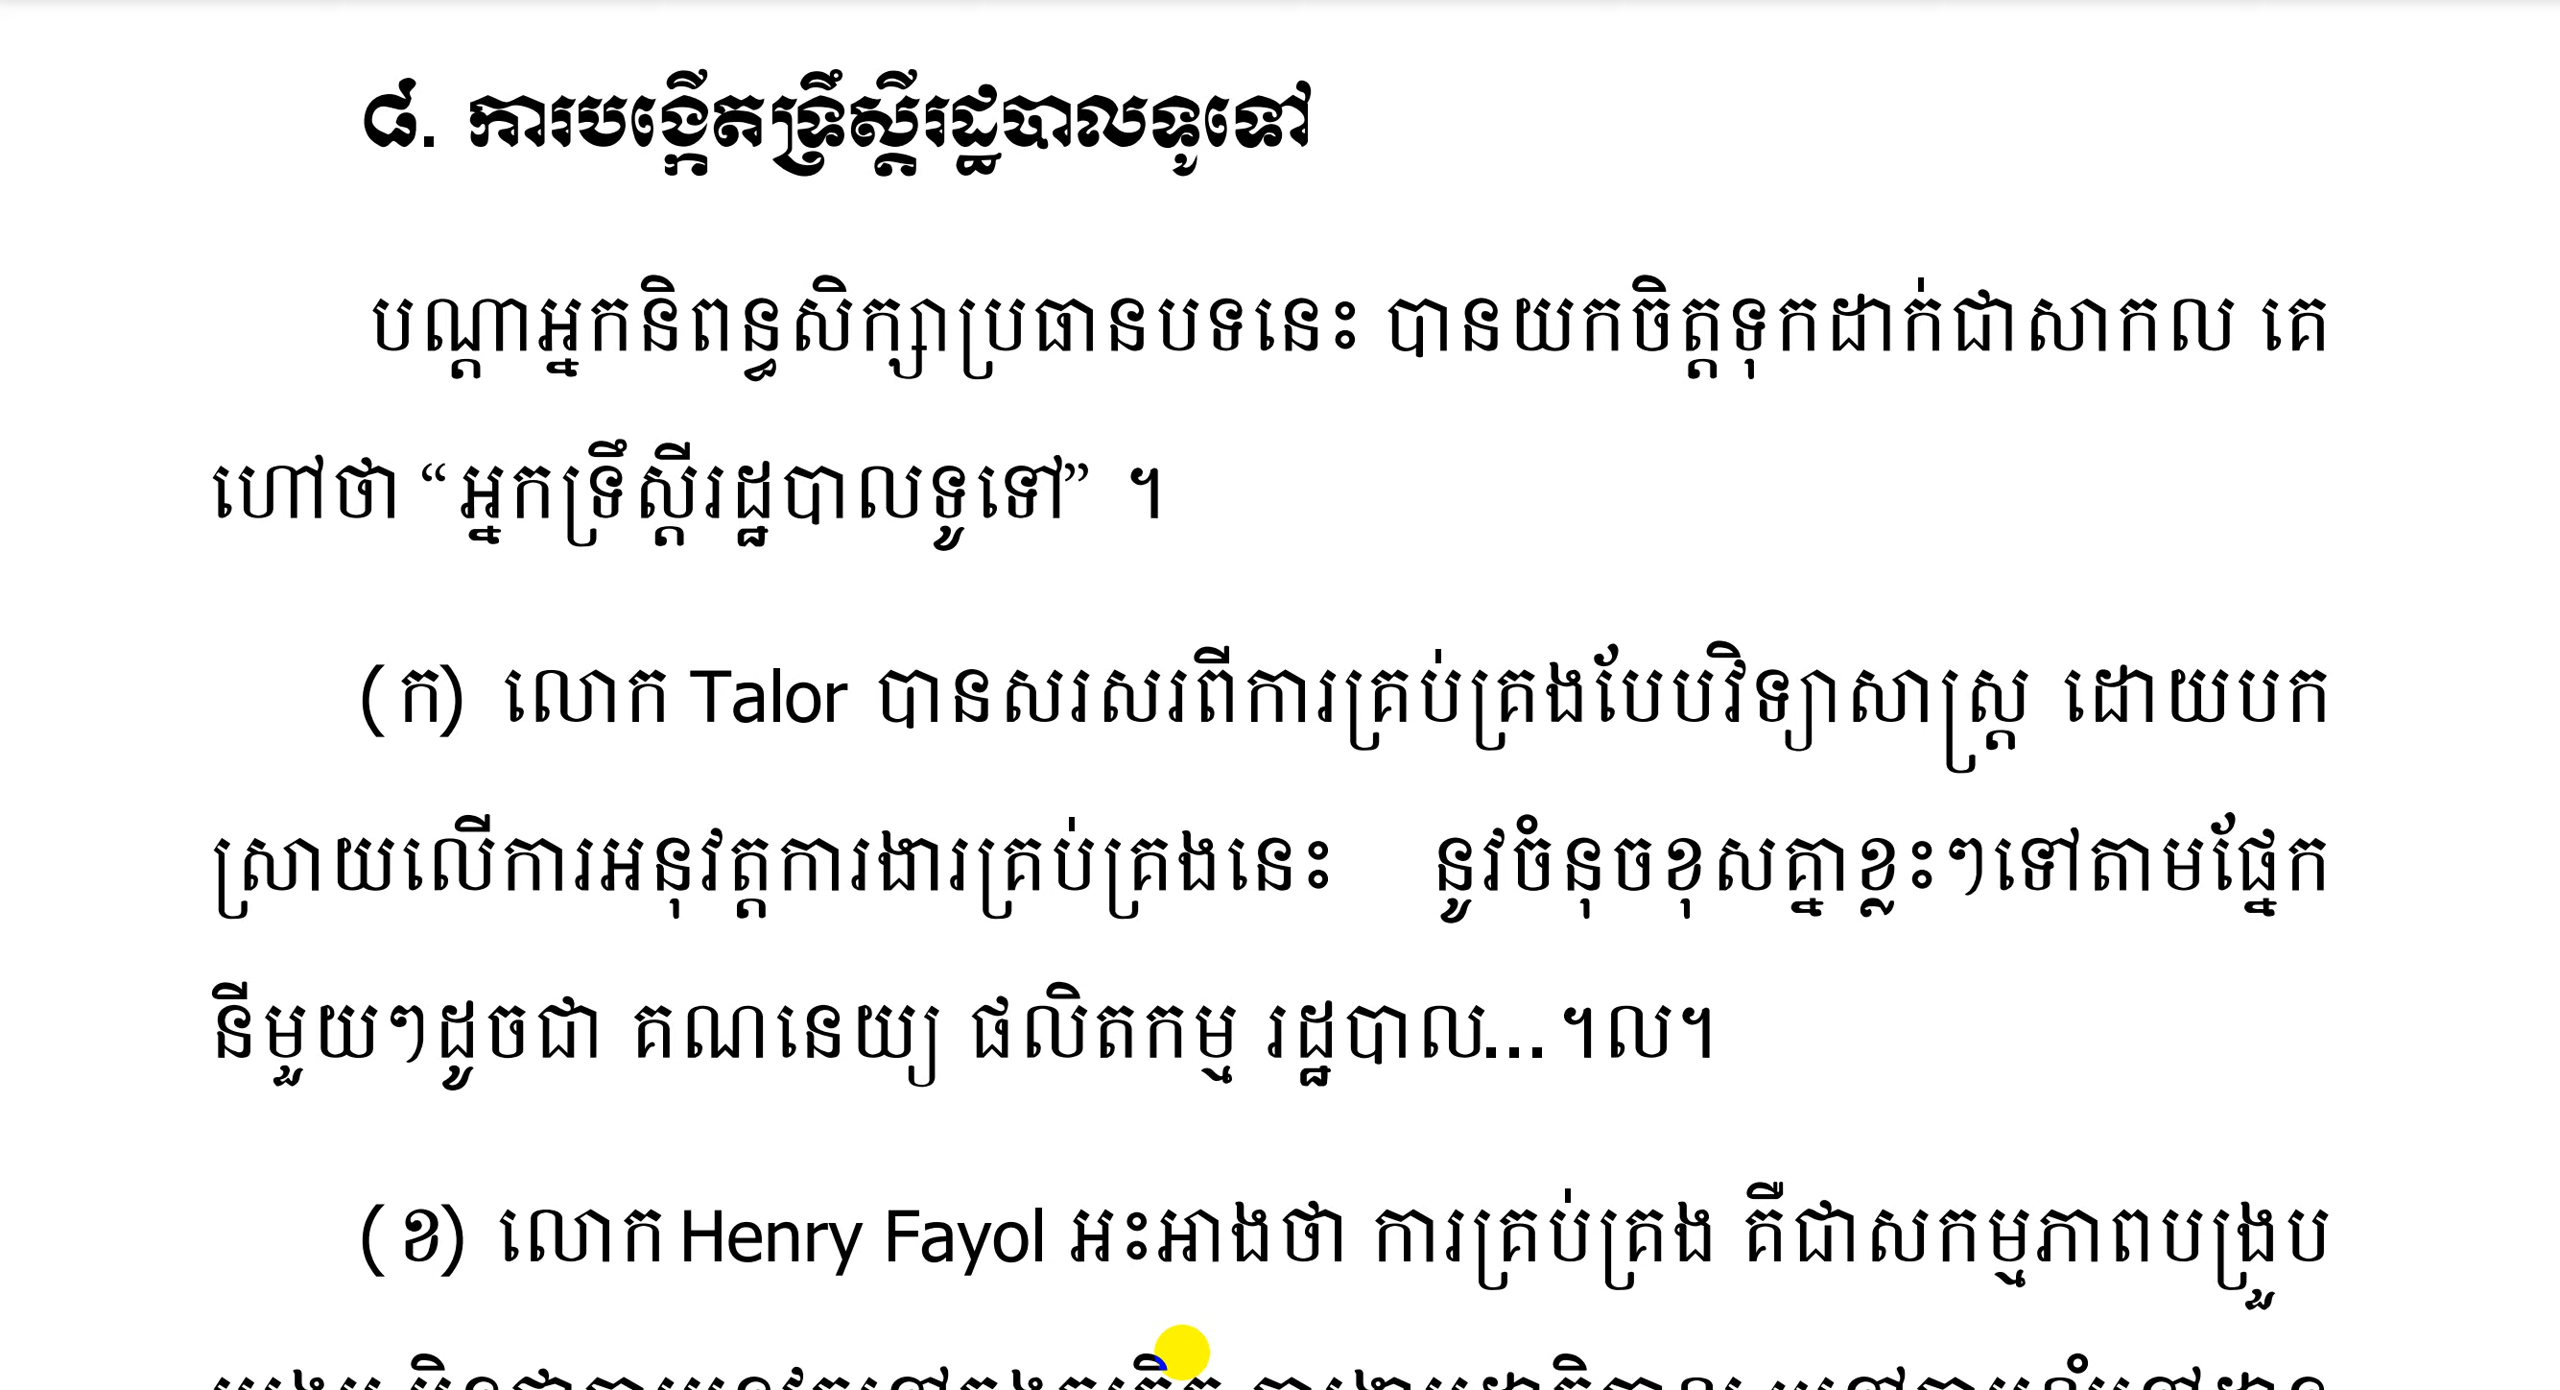 ៨. ការបង្កើតទ្រឹស្តីរដ្ឋបាលទូទៅ
បណ្តាអ្នកនិពន្ធសិក្សាប្រធានបទនេះ បានយកចិត្តទុកដាក់ជាសាកល គេ
ហៅថា “អ្នកទ្រឹស្តីរដ្ឋបាលទូទៅ” ។
(ក) លោក Talor បានសរសរពីការគ្រប់គ្រងបែបវិទ្យាសាស្ត្រ ដោយបក
ស្រាយលើការអនុវត្តការងារគ្រប់គ្រងនេះ នូវចំនុចខុសគ្នាខ្លះៗទៅតាមផ្នែក
នីមួយៗដូចជា គណនេយ្យ ផលិតកម្ម រដ្ឋបាល...។ល។
(ខ) លោក Henry Fayol អះអាងថា ការគ្រប់គ្រង គឺជាសកម្មភាពបង្រួប